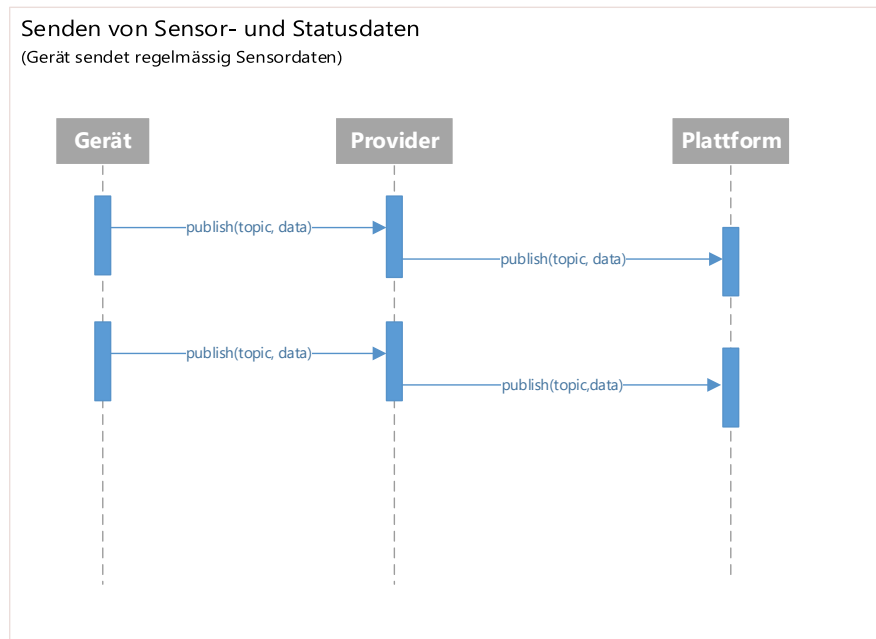 Senden von Sensor- und Statusdaten
(Gerät sendet regelmässig Sensordaten)
Gerät
Provider
Plattform
publish(topic, data)
publish(topic, data)
publish(topic, data)
publish(topic,data)